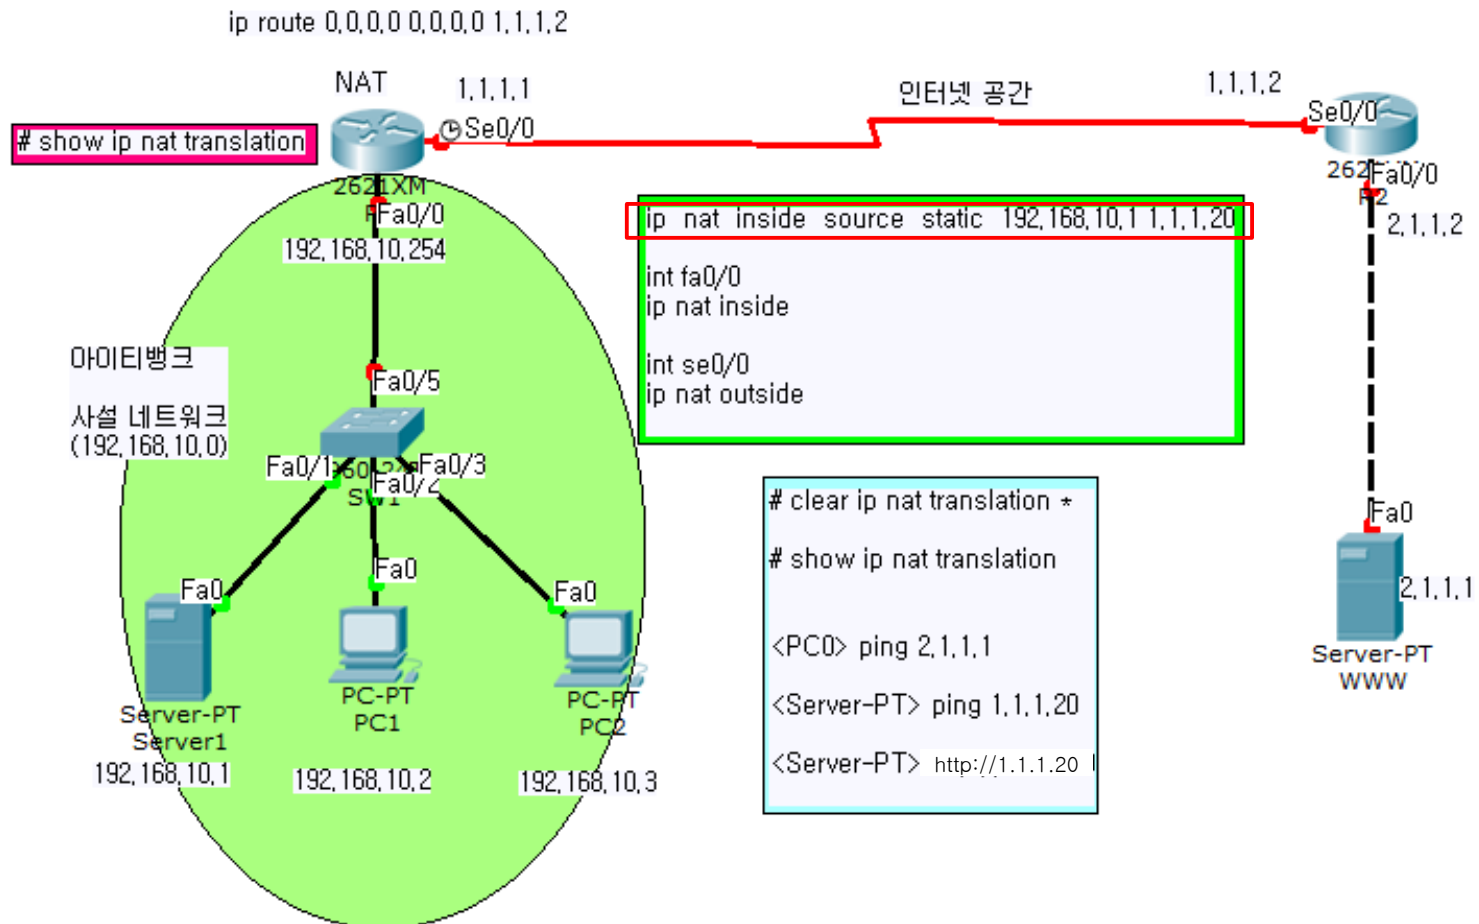 ip route 0,0,0,0 0,0,0,0 1,1,1,2
NAT
1,1,1,1
인터넷 공간
1,1,1,2
# show ip nat translation
Se0/0
Se0/0
2621XM
Fa0/0
192,168,10,254
Fa0/0
R2
2,1,1,2
ip nat inside source static 192,168,10,1 1,1,1,20
int fa0/0
ip nat inside
int se0/0
ip nat outside
아이티뱅크
사설 네트워크
(192,168,10,0)
Fa0/5
Fa0/1
Fa0/2
Fa0/3
SW1
Fa0
Fa0
Fa0
Server-PT
Server1
192,168,10,1
PC-PT
PC1
192,168,10,2
PC-PT
PC2
192,168,10,3
# clear ip nat translation *
# show ip nat translation
<PC0> ping 2,1,1,1
<Server-PT> ping 1,1,1,20
<Server-PT> http://1.1.1.20
Fa0
2,1,1,1
Server-PT
WWW